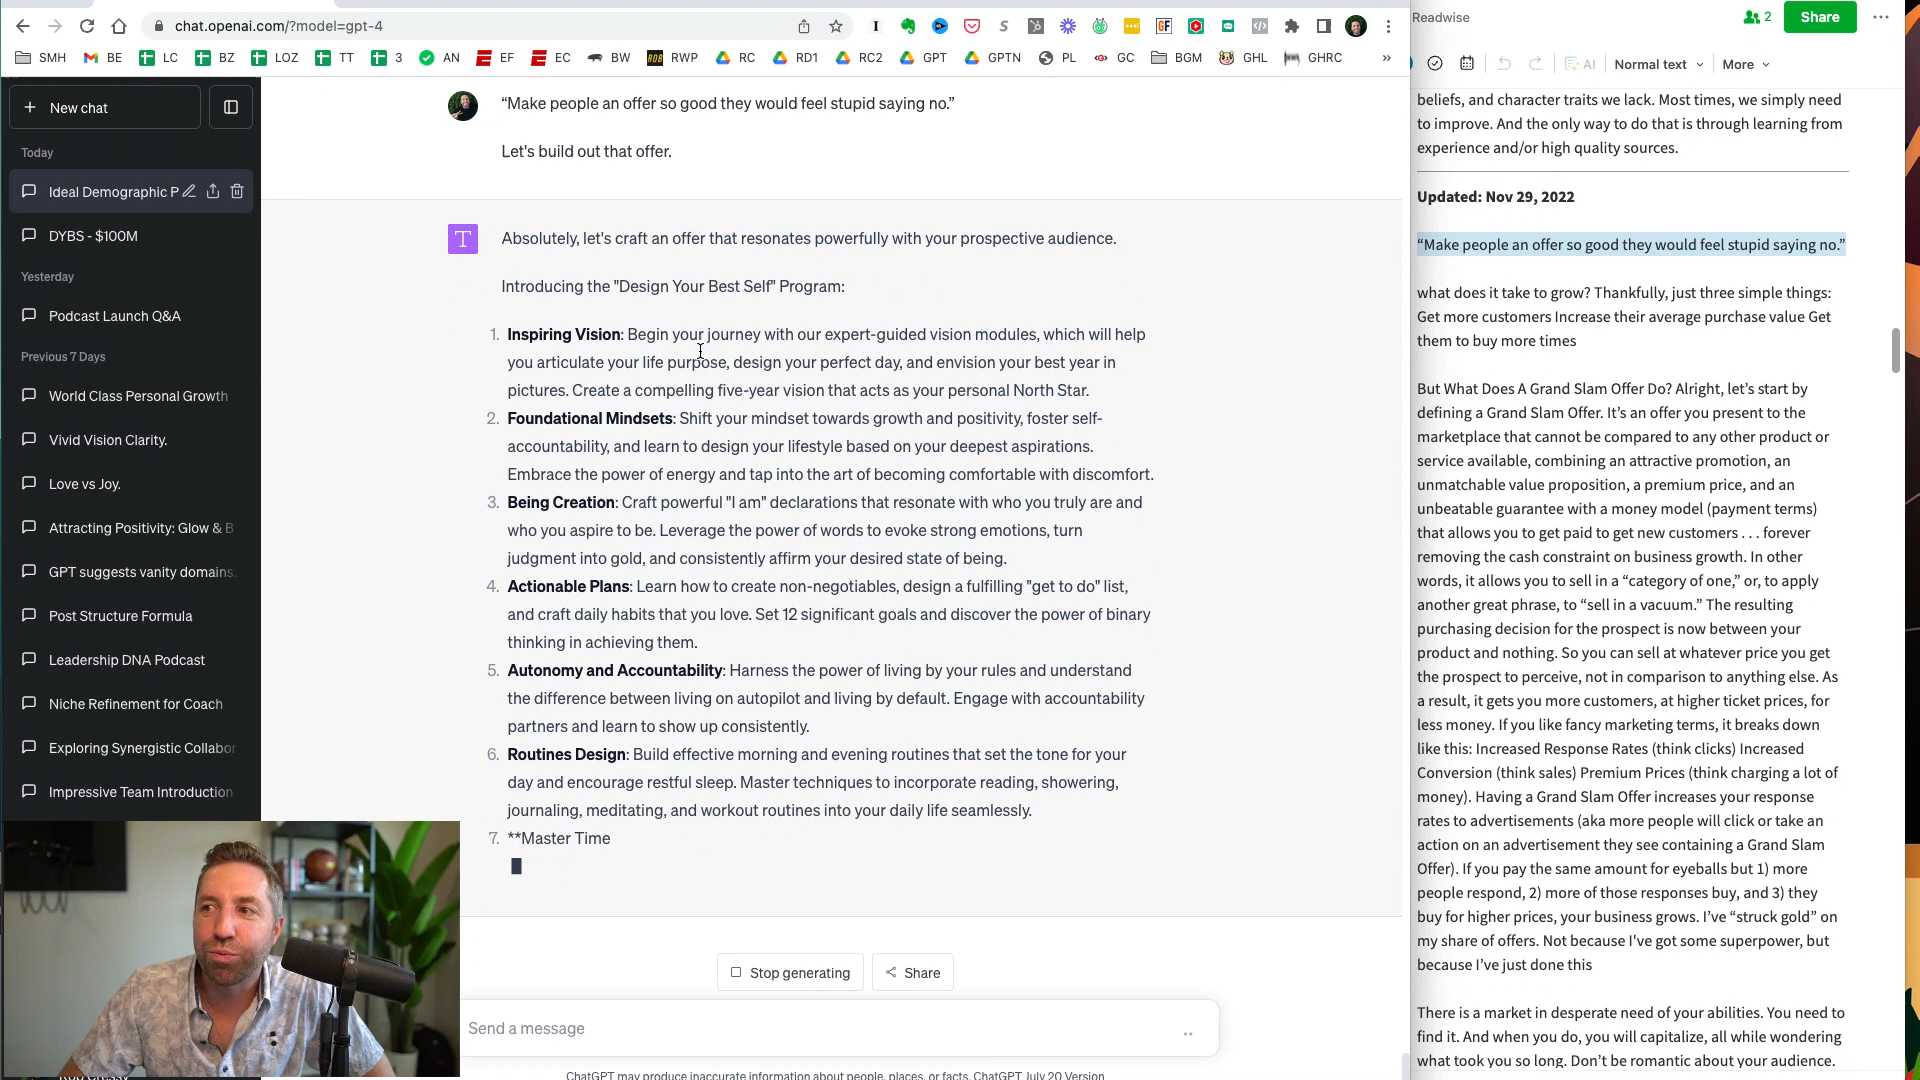 chat.openai.com/?model=gpt-4
SMH
BE
LC
BZ
LOZ
TT
3
AN
EF
EC
BW
RWP
RC
RD1
RC2
GPT
GPTN
PL
GC
BGM
GHL
GHRC
»
New chat
Today
Ideal Demographic P
DYBS - $100M
Yesterday
Podcast Launch Q&A
Previous 7 Days
World Class Personal Growth
Vivid Vision Clarity.
Love vs Joy.
Attracting Positivity: Glow & B
GPT suggests vanity domains.
Post Structure Formula
Leadership DNA Podcast
Niche Refinement for Coach
Exploring Synergistic Collabor
Impressive Team Introduction
“Make people an offer so good they would feel stupid saying no.”
Let's build out that offer.
T
Absolutely, let's craft an offer that resonates powerfully with your prospective audience.
Introducing the "Design Your Best Self" Program:
1. Inspiring Vision: Begin your journey with our expert-guided vision modules, which will help
you articulate your life purpose, design your perfect day, and envision your best year in
pictures. Create a compelling five-year vision that acts as your personal North Star.
2. Foundational Mindsets: Shift your mindset towards growth and positivity, foster self-
accountability, and learn to design your lifestyle based on your deepest aspirations.
Embrace the power of energy and tap into the art of becoming comfortable with discomfort.
3. Being Creation: Craft powerful "I am" declarations that resonate with who you truly are and
who you aspire to be. Leverage the power of words to evoke strong emotions, turn
judgment into gold, and consistently affirm your desired state of being.
4. Actionable Plans: Learn how to create non-negotiables, design a fulfilling "get to do" list,
and craft daily habits that you love. Set 12 significant goals and discover the power of binary
thinking in achieving them.
5. Autonomy and Accountability: Harness the power of living by your rules and understand
the difference between living on autopilot and living by default. Engage with accountability
partners and learn to show up consistently.
6. Routines Design: Build effective morning and evening routines that set the tone for your
day and encourage restful sleep. Master techniques to incorporate reading, showering,
journaling, meditating, and workout routines into your daily life seamlessly.
7. **Master Time
Stop generating
Share
Send a message
ChatGPT may produce inaccurate information about people, places, or facts. ChatGPT July 20 Version
Readwise
2
Share
AI
Normal text
More
beliefs, and character traits we lack. Most times, we simply need
to improve. And the only way to do that is through learning from
experience and/or high quality sources.
Updated: Nov 29, 2022
“Make people an offer so good they would feel stupid saying no.”
what does it take to grow? Thankfully, just three simple things:
Get more customers Increase their average purchase value Get
them to buy more times
But What Does A Grand Slam Offer Do? Alright, let’s start by
defining a Grand Slam Offer. It’s an offer you present to the
marketplace that cannot be compared to any other product or
service available, combining an attractive promotion, an
unmatchable value proposition, a premium price, and an
unbeatable guarantee with a money model (payment terms)
that allows you to get paid to get new customers . . . forever
removing the cash constraint on business growth. In other
words, it allows you to sell in a “category of one,” or, to apply
another great phrase, to “sell in a vacuum.” The resulting
purchasing decision for the prospect is now between your
product and nothing. So you can sell at whatever price you get
the prospect to perceive, not in comparison to anything else. As
a result, it gets you more customers, at higher ticket prices, for
less money. If you like fancy marketing terms, it breaks down
like this: Increased Response Rates (think clicks) Increased
Conversion (think sales) Premium Prices (think charging a lot of
money). Having a Grand Slam Offer increases your response
rates to advertisements (aka more people will click or take an
action on an advertisement they see containing a Grand Slam
Offer). If you pay the same amount for eyeballs but 1) more
people respond, 2) more of those responses buy, and 3) they
buy for higher prices, your business grows. I’ve “struck gold” on
my share of offers. Not because I've got some superpower, but
because I’ve just done this
There is a market in desperate need of your abilities. You need to
find it. And when you do, you will capitalize, all while wondering
what took you so long. Don’t be romantic about your audience.